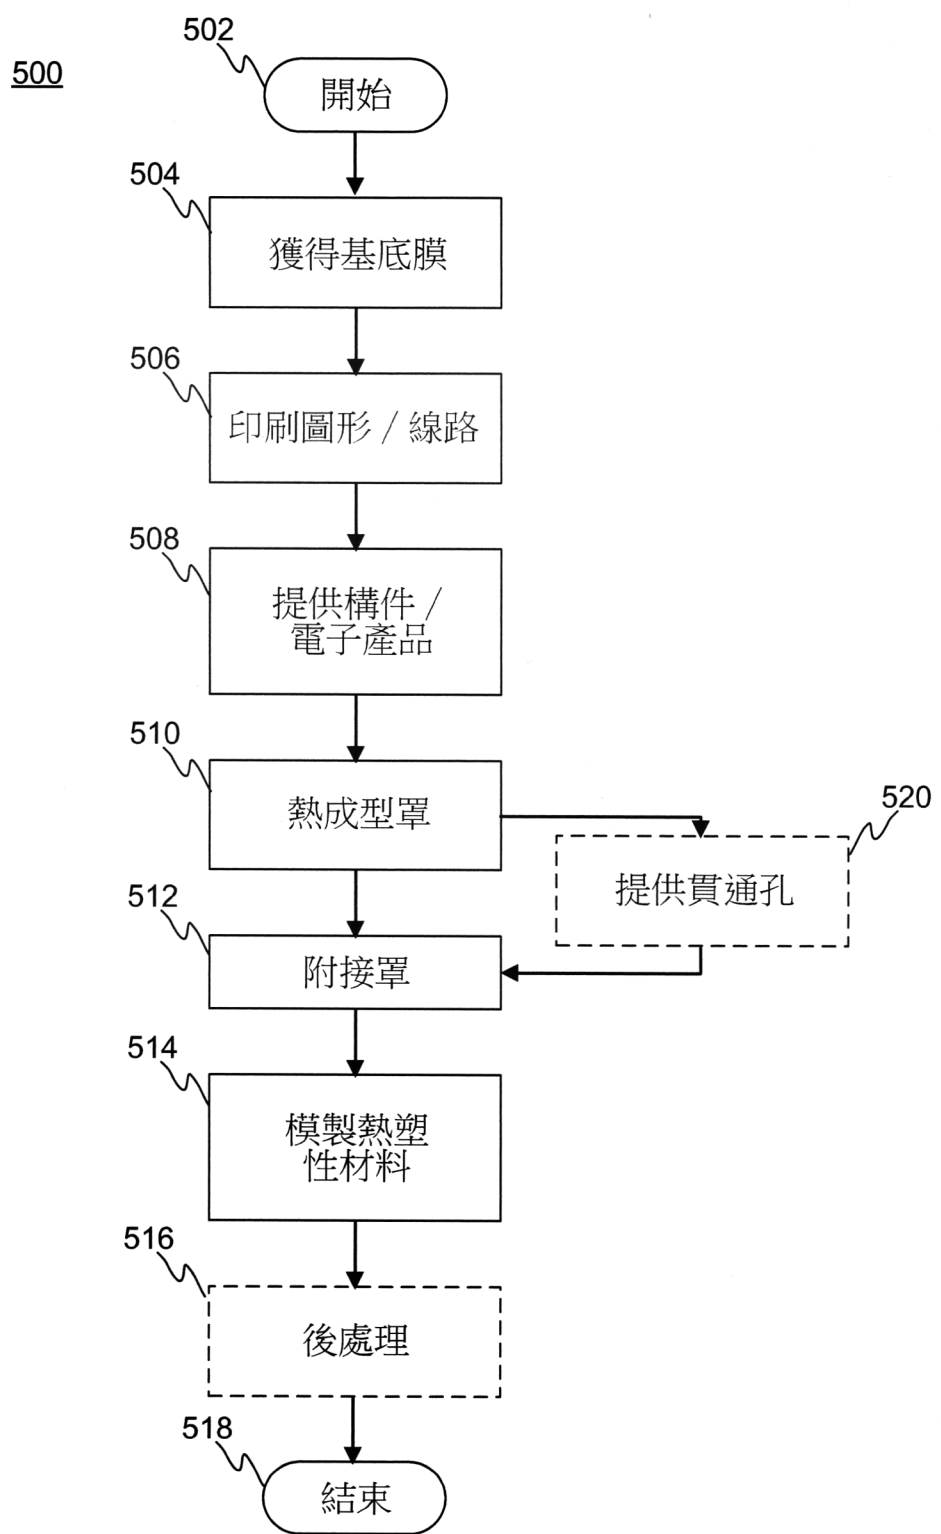 500
502
開始
504
獲得基底膜
506
印刷圖形/線路
508
提供構件/
電子產品
510
熱成型罩
520
提供貫通孔
512
附接罩
514
模製熱塑
性材料
516
後處理
518
結束